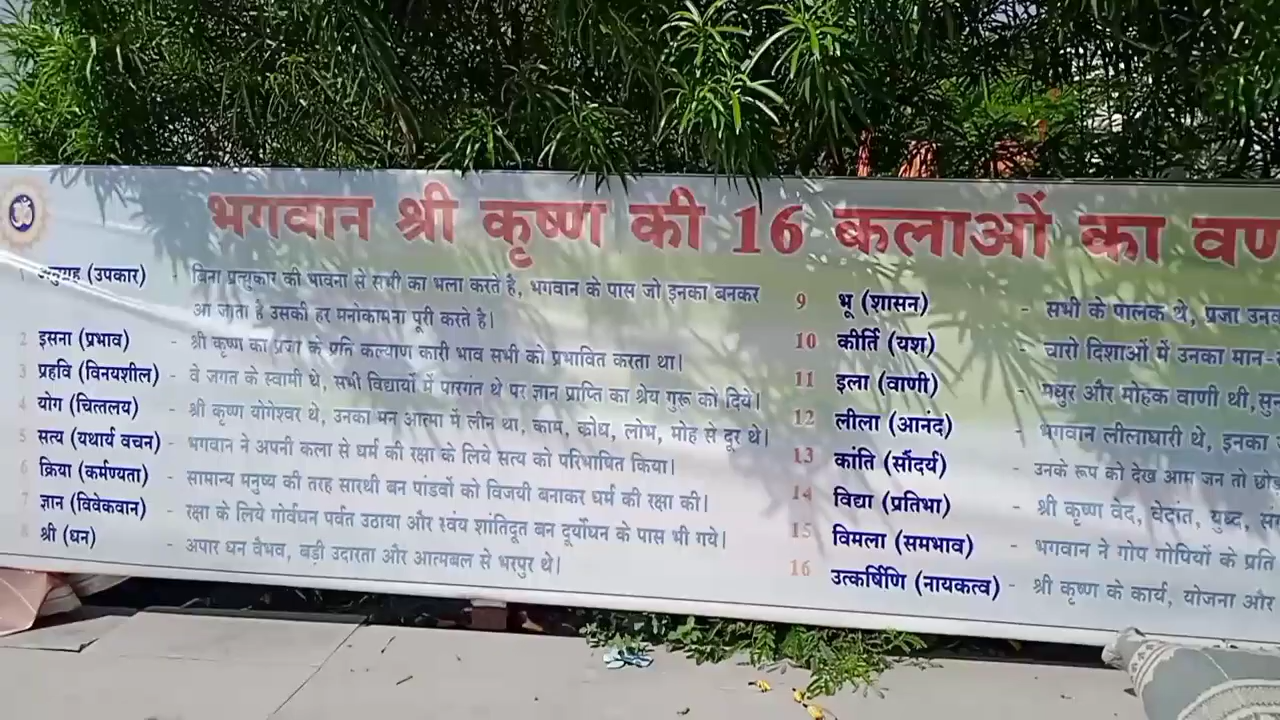 भगवान श्री कृष्ण की 16 कलाओं का वर्ण
1 अनुग्रह (उपकार) - बिना प्रत्युकार की भावना से सभी का भला करते है, भगवान के पास जो इनका बनकर
आ जाता है उसकी हर मनोकामना पूरी करते है।
2 इसना (प्रभाव) - श्री कृष्ण का प्रजा के प्रति कल्याण कारी भाव सभी को प्रभावित करता था।
3 प्रहवि (विनयशील) - वे जगत के स्वामी थे, सभी विद्यार्यो में पारगंत थे पर ज्ञान प्राप्ति का श्रेय गुरू को दिये।
4 योग (चित्तलय) - श्री कृष्ण योगेश्वर थे, उनका मन आत्मा में लीन था, काम, क्रोध, लोभ, मोह से दूर थे।
5 सत्य (यथार्य वचन) - भगवान ने अपनी कला से धर्म की रक्षा के लिये सत्य को परिभाषित किया।
6 क्रिया (कर्मण्यता) - सामान्य मनुष्य की तरह सारथी बन पांडवों को विजयी बनाकर धर्म की रक्षा की।
7 ज्ञान (विवेकवान) - रक्षा के लिये गोर्वधन पर्वत उठाया और स्वंय शांतिदूत बन दूर्योधन के पास भी गये।
8 श्री (धन) - अपार धन वैभव, बड़ी उदारता और आत्मबल से भरपुर थे।
9 भू (शासन) - सभी के पालक थे, प्रजा उनक
10 कीर्ति (यश) - चारो दिशाओं में उनका मान-
11 इला (वाणी) - मधुर और मोहक वाणी थी, सुन
12 लीला (आनंद) - भगवान लीलाधारी थे, इनका
13 कांति (सौंदर्य) - उनके रूप को देख आम जन तो छोड़
14 विद्या (प्रतिभा) - श्री कृष्ण वेद, वेदांत, युध्द,
15 विमला (समभाव) - भगवान ने गोप गोपियों के प्रति
16 उत्कर्षिणि (नायकत्व) - श्री कृष्ण के कार्य, योजना और